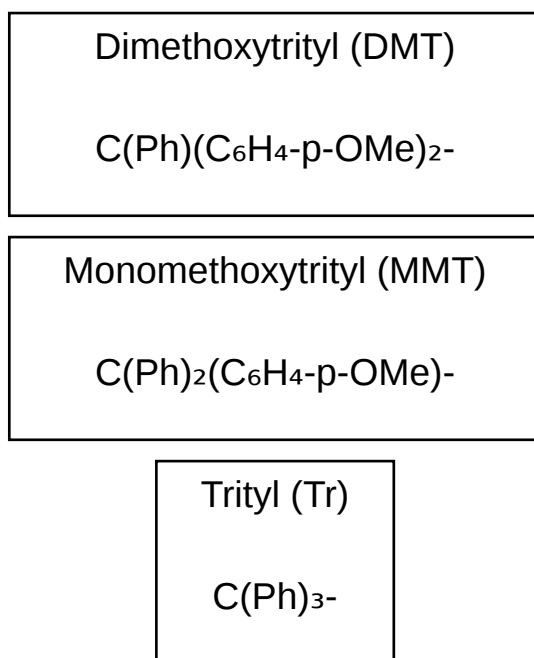 Dimethoxytrityl (DMT)
C(Ph)(C₆H₄-p-OMe)₂-
Monomethoxytrityl (MMT)
C(Ph)₂(C₆H₄-p-OMe)-
Trityl (Tr)
C(Ph)₃-